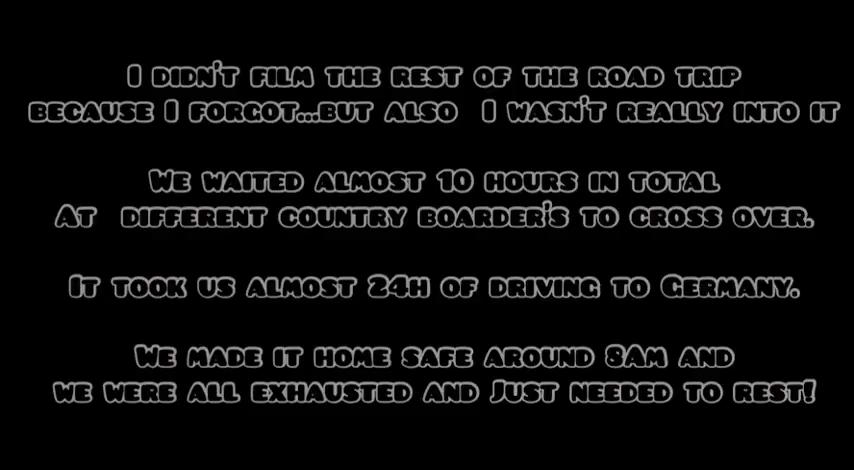 I didn't film the rest of the road trip
because I forgot...but also I wasn't really into it
We waited almost 10 hours in total
At different country boarder's to cross over.
It took us almost 24h of driving to Germany.
We made it home safe around 8Am and
we were all exhausted and Just needed to rest!